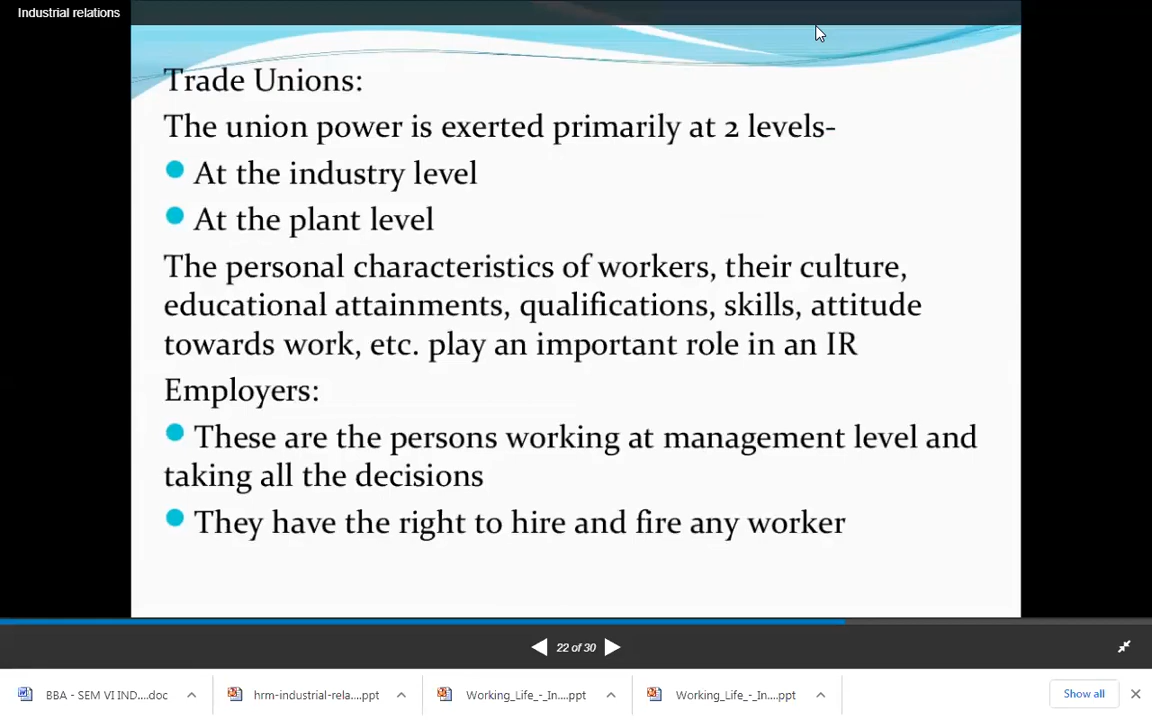 Industrial relations
Trade Unions:
The union power is exerted primarily at 2 levels-
At the industry level
At the plant level
The personal characteristics of workers, their culture,
educational attainments, qualifications, skills, attitude
towards work, etc. play an important role in an IR
Employers:
These are the persons working at management level and
taking all the decisions
They have the right to hire and fire any worker
22 of 30
BBA - SEM VI IND....doc
hrm-industrial-rela....ppt
Working_Life_-_In....ppt
Working_Life_-_In....ppt
Show all